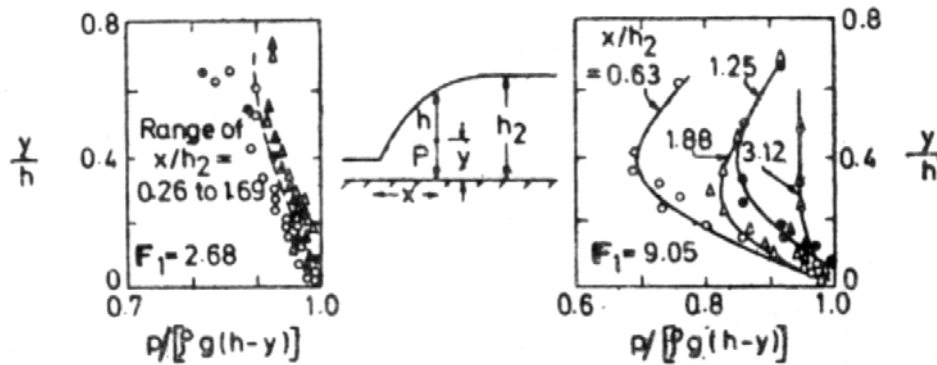 0.8
y/h
0.4
0
Range of
x/h₂ =
0.26 to 1.69
F₁ = 2.68
0.7
1.0
p/[ρg(h-y)]
h
P
y
h₂
x
x/h₂
= 0.63
1.25
1.88
3.12
F₁ = 9.05
0.6
0.8
1.0
p/[ρg(h-y)]
0.8
0.4
0
y/h